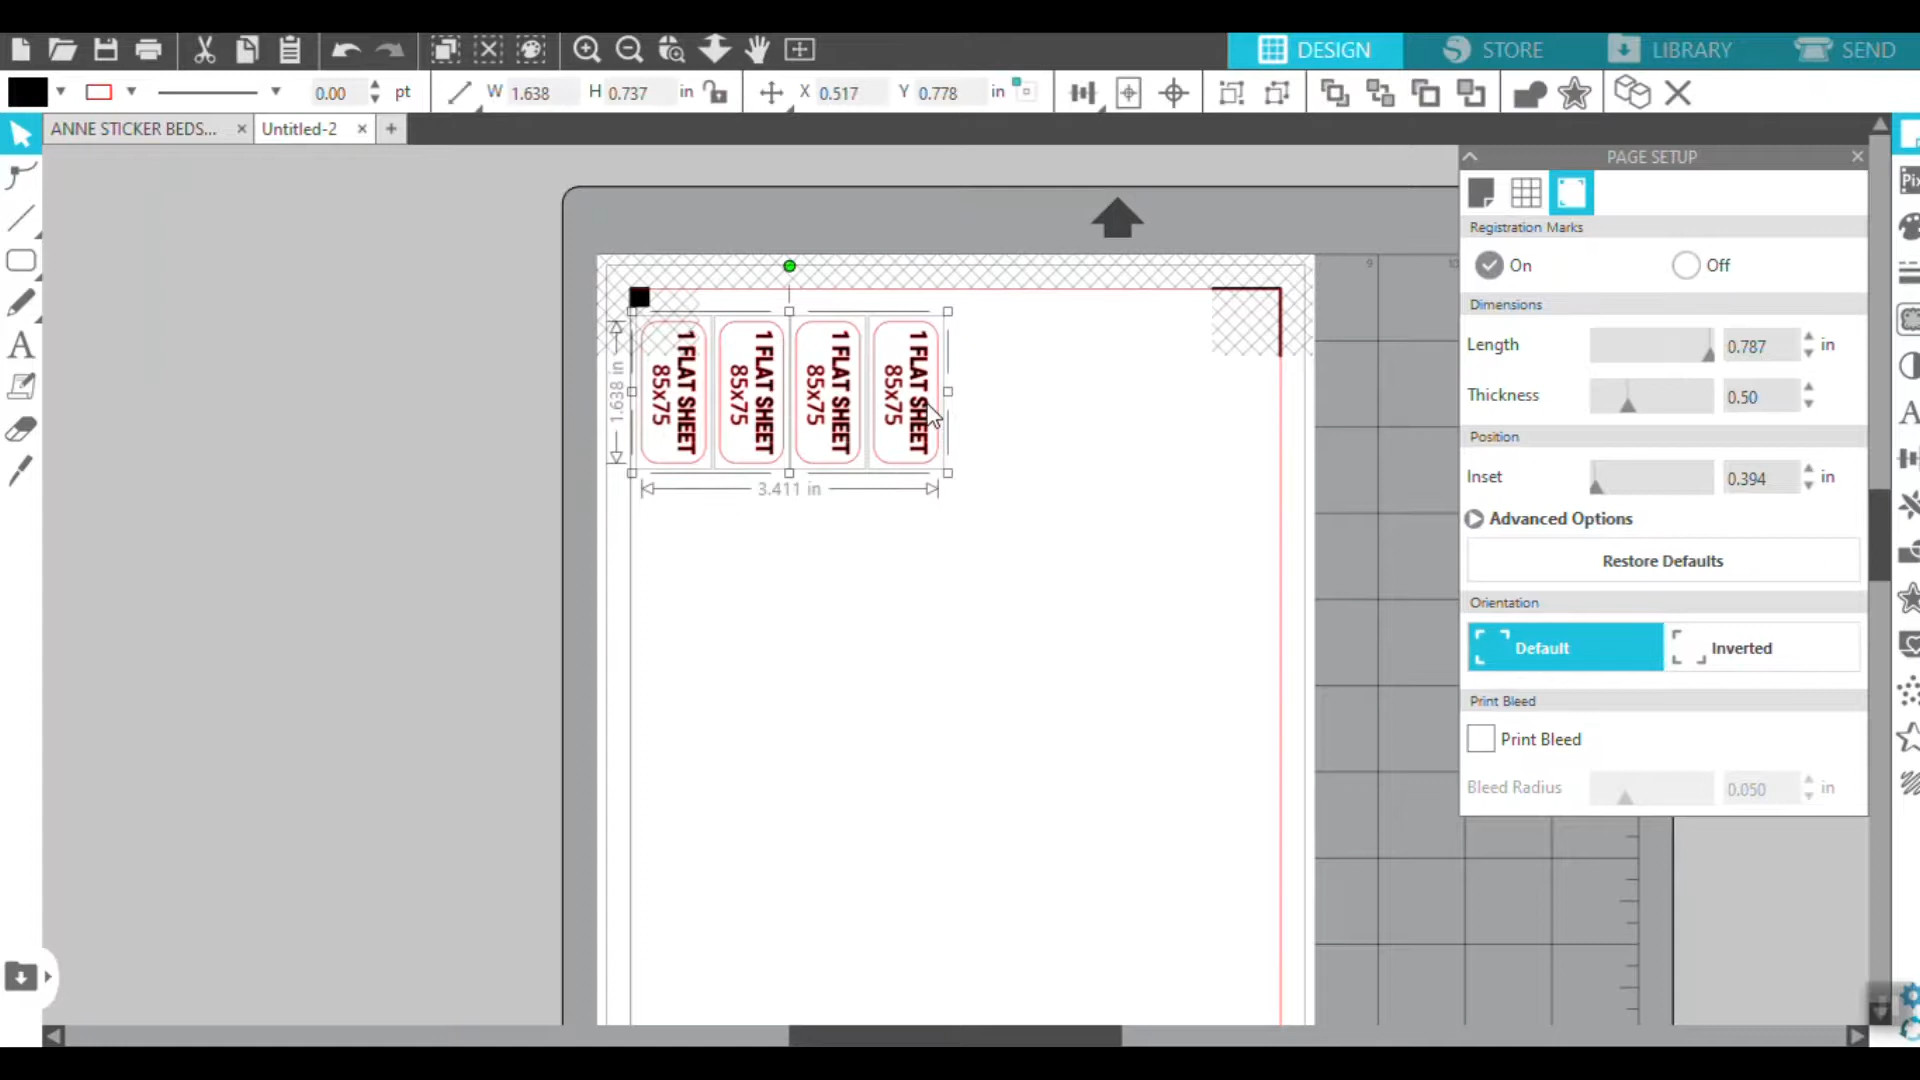 DESIGN
STORE
LIBRARY
SEND
0.00 pt
W 1.638
H 0.737 in
X 0.517
Y 0.778 in
ANNE STICKER BEDS...
Untitled-2
PAGE SETUP
Registration Marks
On
Off
Dimensions
Length 0.787 in
Thickness 0.50
Position
Inset 0.394 in
Advanced Options
Restore Defaults
Orientation
Default
Inverted
Print Bleed
Print Bleed
Bleed Radius 0.050 in
9
1 FLAT SHEET
85x75
1 FLAT SHEET
85x75
1 FLAT SHEET
85x75
1 FLAT SHEET
85x75
1.638 in
3.411 in